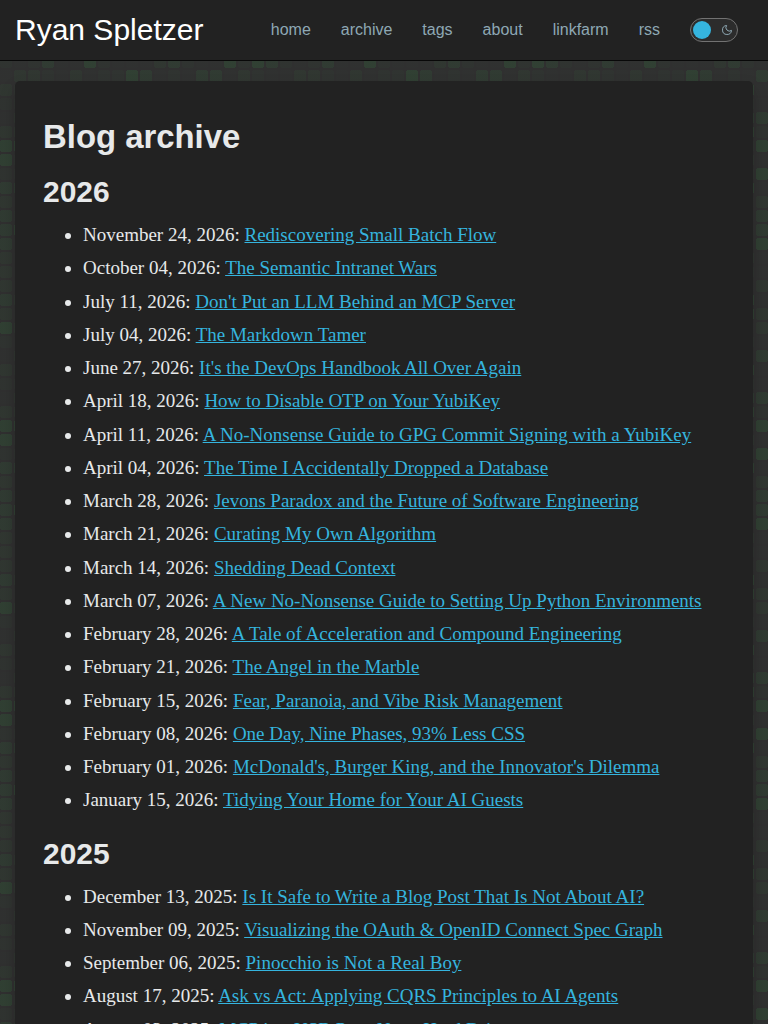 Ryan Spletzer
home archive tags about linkfarm rss
Blog archive
2026
November 24, 2026: Rediscovering Small Batch Flow
October 04, 2026: The Semantic Intranet Wars
July 11, 2026: Don't Put an LLM Behind an MCP Server
July 04, 2026: The Markdown Tamer
June 27, 2026: It's the DevOps Handbook All Over Again
April 18, 2026: How to Disable OTP on Your YubiKey
April 11, 2026: A No-Nonsense Guide to GPG Commit Signing with a YubiKey
April 04, 2026: The Time I Accidentally Dropped a Database
March 28, 2026: Jevons Paradox and the Future of Software Engineering
March 21, 2026: Curating My Own Algorithm
March 14, 2026: Shedding Dead Context
March 07, 2026: A New No-Nonsense Guide to Setting Up Python Environments
February 28, 2026: A Tale of Acceleration and Compound Engineering
February 21, 2026: The Angel in the Marble
February 15, 2026: Fear, Paranoia, and Vibe Risk Management
February 08, 2026: One Day, Nine Phases, 93% Less CSS
February 01, 2026: McDonald's, Burger King, and the Innovator's Dilemma
January 15, 2026: Tidying Your Home for Your AI Guests
2025
December 13, 2025: Is It Safe to Write a Blog Post That Is Not About AI?
November 09, 2025: Visualizing the OAuth & OpenID Connect Spec Graph
September 06, 2025: Pinocchio is Not a Real Boy
August 17, 2025: Ask vs Act: Applying CQRS Principles to AI Agents